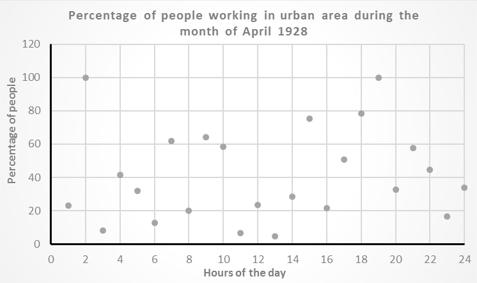 Percentage of people working in urban area during the
month of April 1928
120
100
80
60
40
20
0
Percentage of people
0 2 4 6 8 10 12 14 16 18 20 22 24
Hours of the day